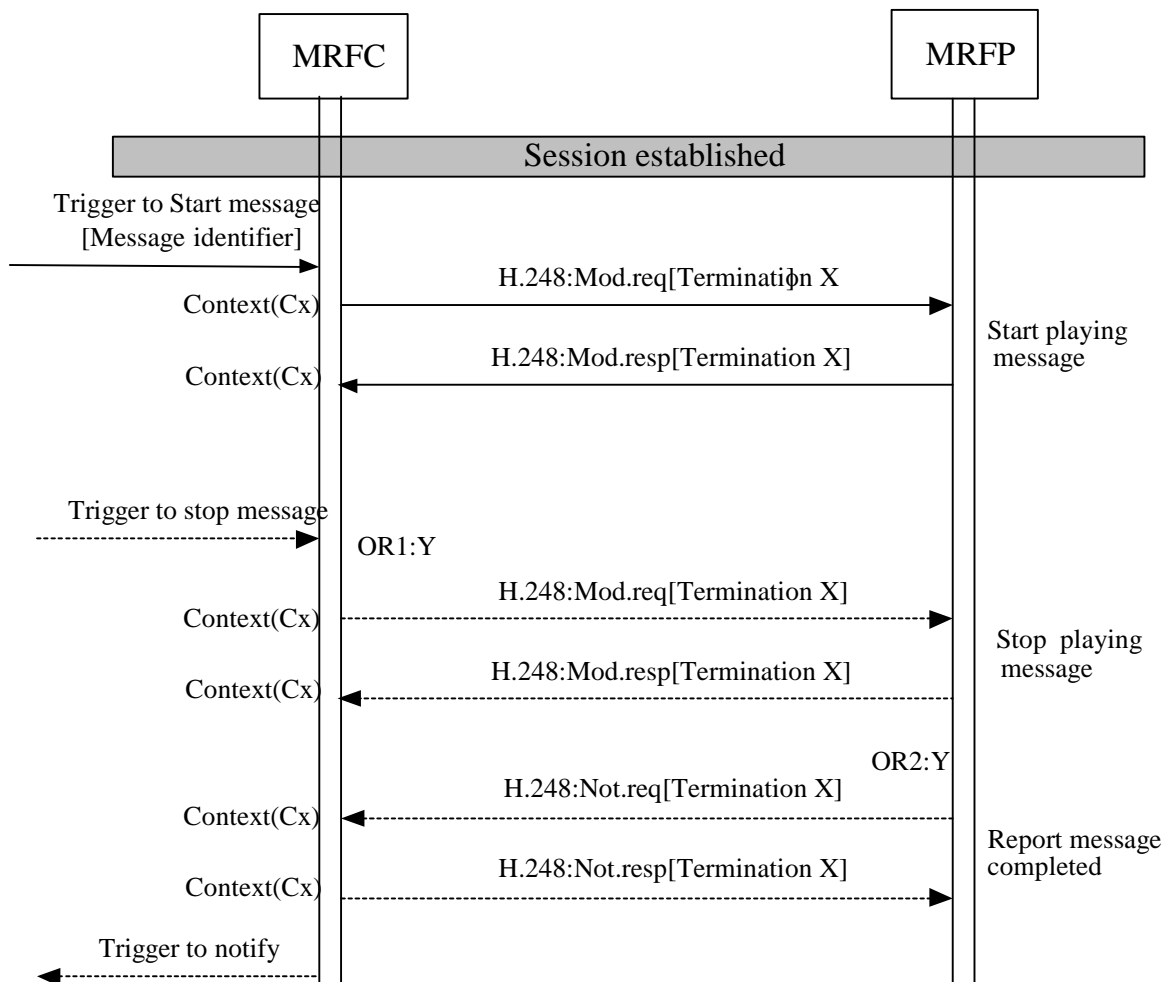 MRFC
MRFP
Session established
Trigger to Start message
[Message identifier]
H.248:Mod.req[Termination X
Context(Cx)
Start playing
message
H.248:Mod.resp[Termination X]
Context(Cx)
Trigger to stop message
OR1:Y
H.248:Mod.req[Termination X]
Context(Cx)
Stop playing
message
H.248:Mod.resp[Termination X]
Context(Cx)
OR2:Y
H.248:Not.req[Termination X]
Context(Cx)
Report message
completed
H.248:Not.resp[Termination X]
Context(Cx)
Trigger to notify